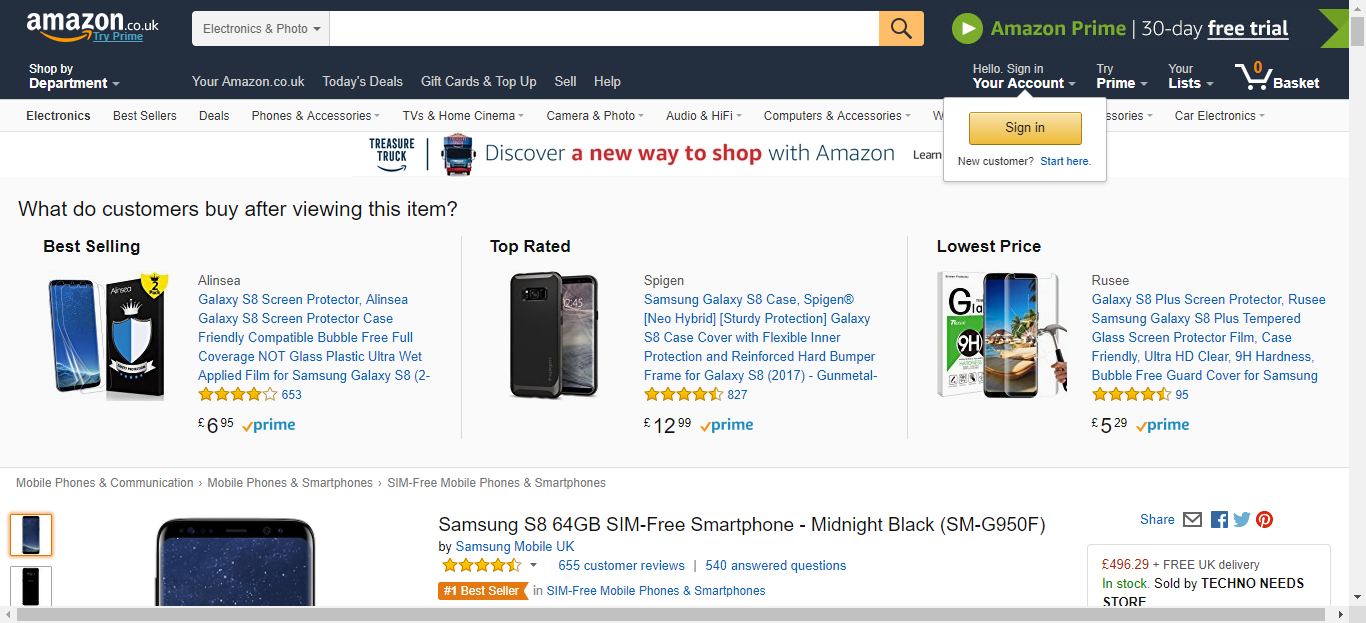 amazon.co.uk
Try Prime
Electronics & Photo
Amazon Prime | 30-day free trial
Shop by
Department
Your Amazon.co.uk
Today's Deals
Gift Cards & Top Up
Sell
Help
Hello. Sign in
Your Account
Try
Prime
Your
Lists
0
Basket
Electronics
Best Sellers
Deals
Phones & Accessories
TVs & Home Cinema
Camera & Photo
Audio & HiFi
Computers & Accessories
W
ssories
Car Electronics
Sign in
New customer? Start here.
TREASURE
TRUCK
Discover a new way to shop with Amazon
Learn
What do customers buy after viewing this item?
Best Selling
Alinsea
2
Alinsea
Galaxy S8 Screen Protector, Alinsea
Galaxy S8 Screen Protector Case
Friendly Compatible Bubble Free Full
Coverage NOT Glass Plastic Ultra Wet
Applied Film for Samsung Galaxy S8 (2-
653
£6 95 prime
Top Rated
Spigen
Samsung Galaxy S8 Case, Spigen®
[Neo Hybrid] [Sturdy Protection] Galaxy
S8 Case Cover with Flexible Inner
Protection and Reinforced Hard Bumper
Frame for Galaxy S8 (2017) - Gunmetal-
827
£12 99 prime
Lowest Price
9H
Rusee
Galaxy S8 Plus Screen Protector, Rusee
Samsung Galaxy S8 Plus Tempered
Glass Screen Protector Film, Case
Friendly, Ultra HD Clear, 9H Hardness,
Bubble Free Guard Cover for Samsung
95
£5 29 prime
Mobile Phones & Communication › Mobile Phones & Smartphones › SIM-Free Mobile Phones & Smartphones
Samsung S8 64GB SIM-Free Smartphone - Midnight Black (SM-G950F)
by Samsung Mobile UK
655 customer reviews | 540 answered questions
#1 Best Seller in SIM-Free Mobile Phones & Smartphones
Share
£496.29 + FREE UK delivery
In stock. Sold by TECHNO NEEDS
STORE